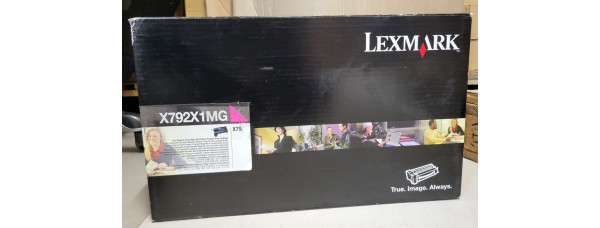 LEXMARK
X792X1MG
X79
True. Image. Always.